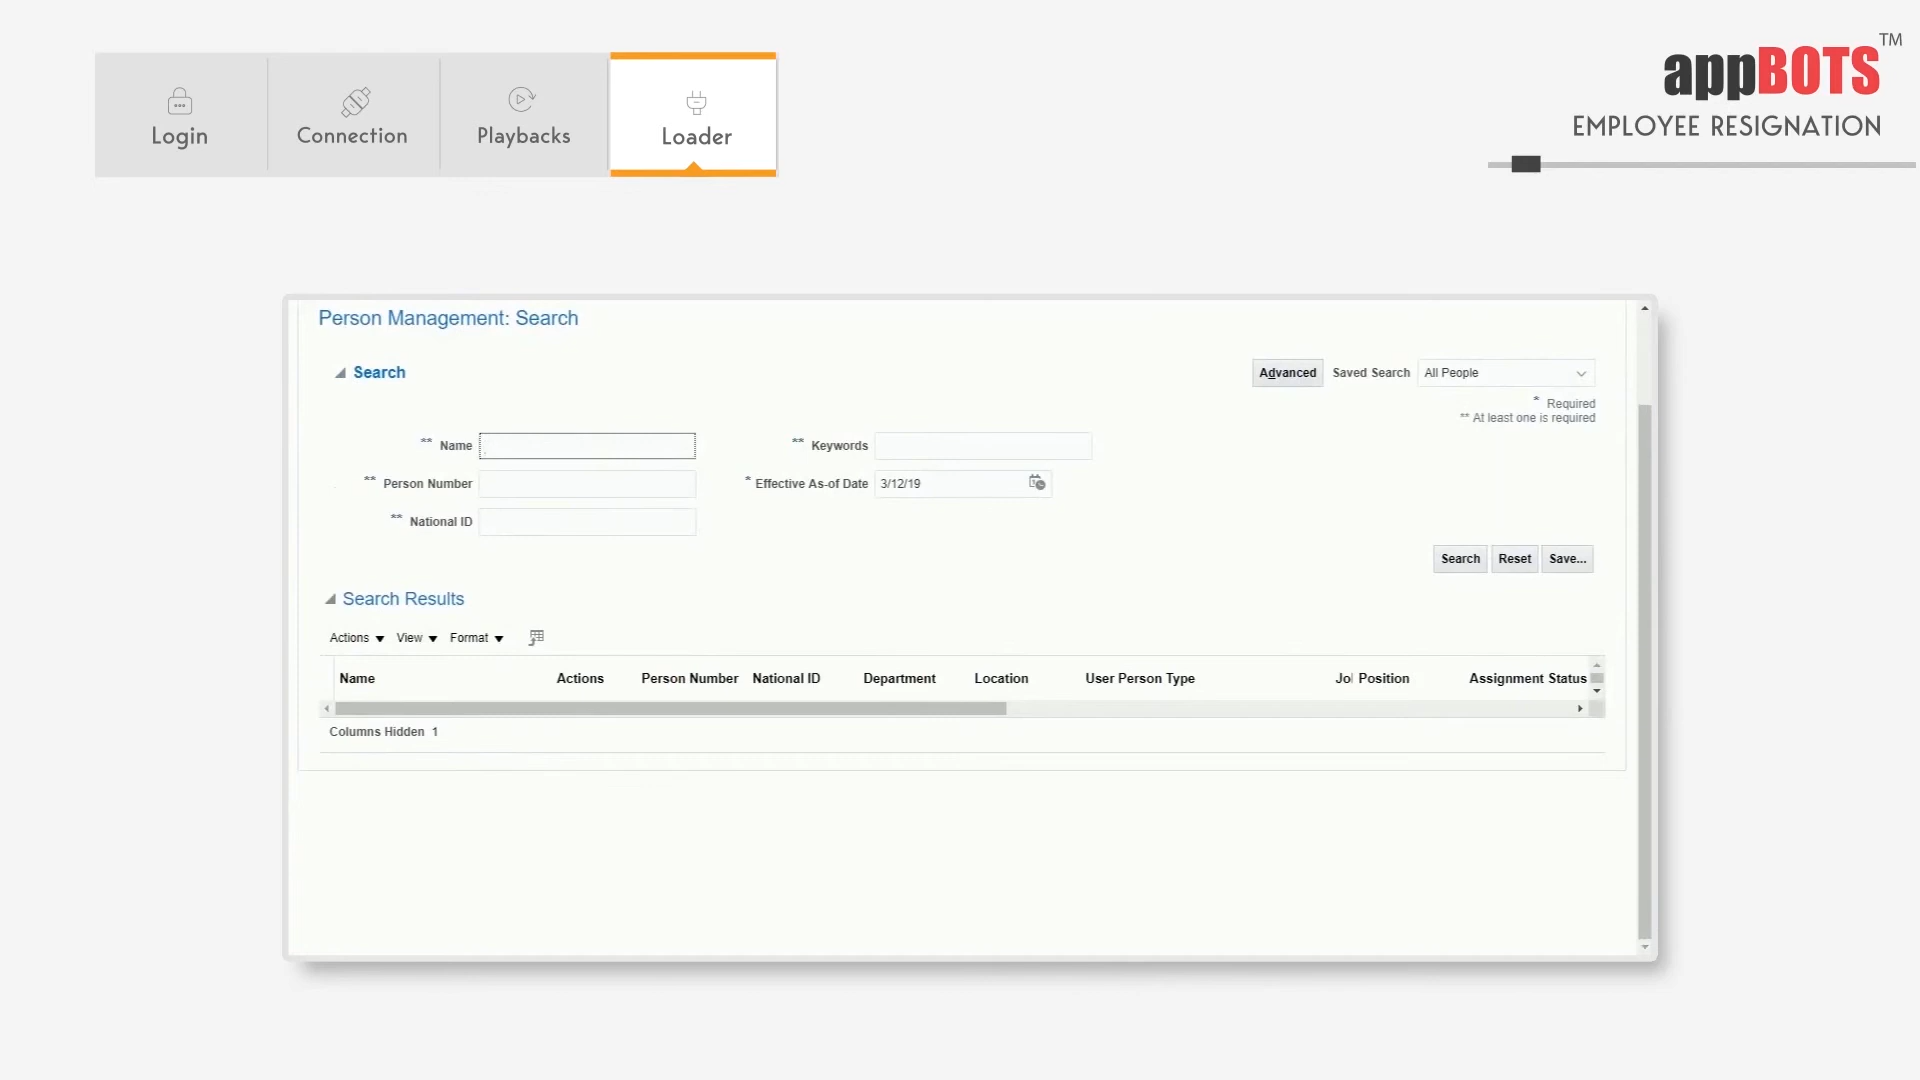 TM
appBOTS
EMPLOYEE RESIGNATION
Login
Connection
Playbacks
Loader
Person Management: Search
Search
Advanced
Saved Search
All People
* Required
** At least one is required
** Name
** Keywords
** Person Number
* Effective As-of Date
3/12/19
** National ID
Search
Reset
Save...
Search Results
Actions
View
Format
Name
Actions
Person Number
National ID
Department
Location
User Person Type
Jol
Position
Assignment Status
Columns Hidden 1